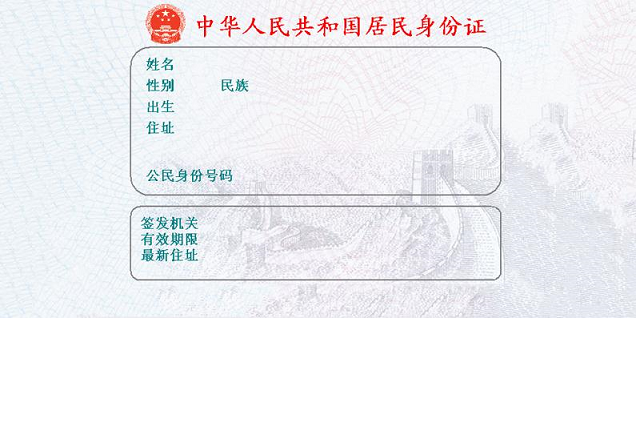 中华人民共和国居民身份证
姓名
性别 民族
出生
住址
公民身份号码
签发机关
有效期限
最新住址